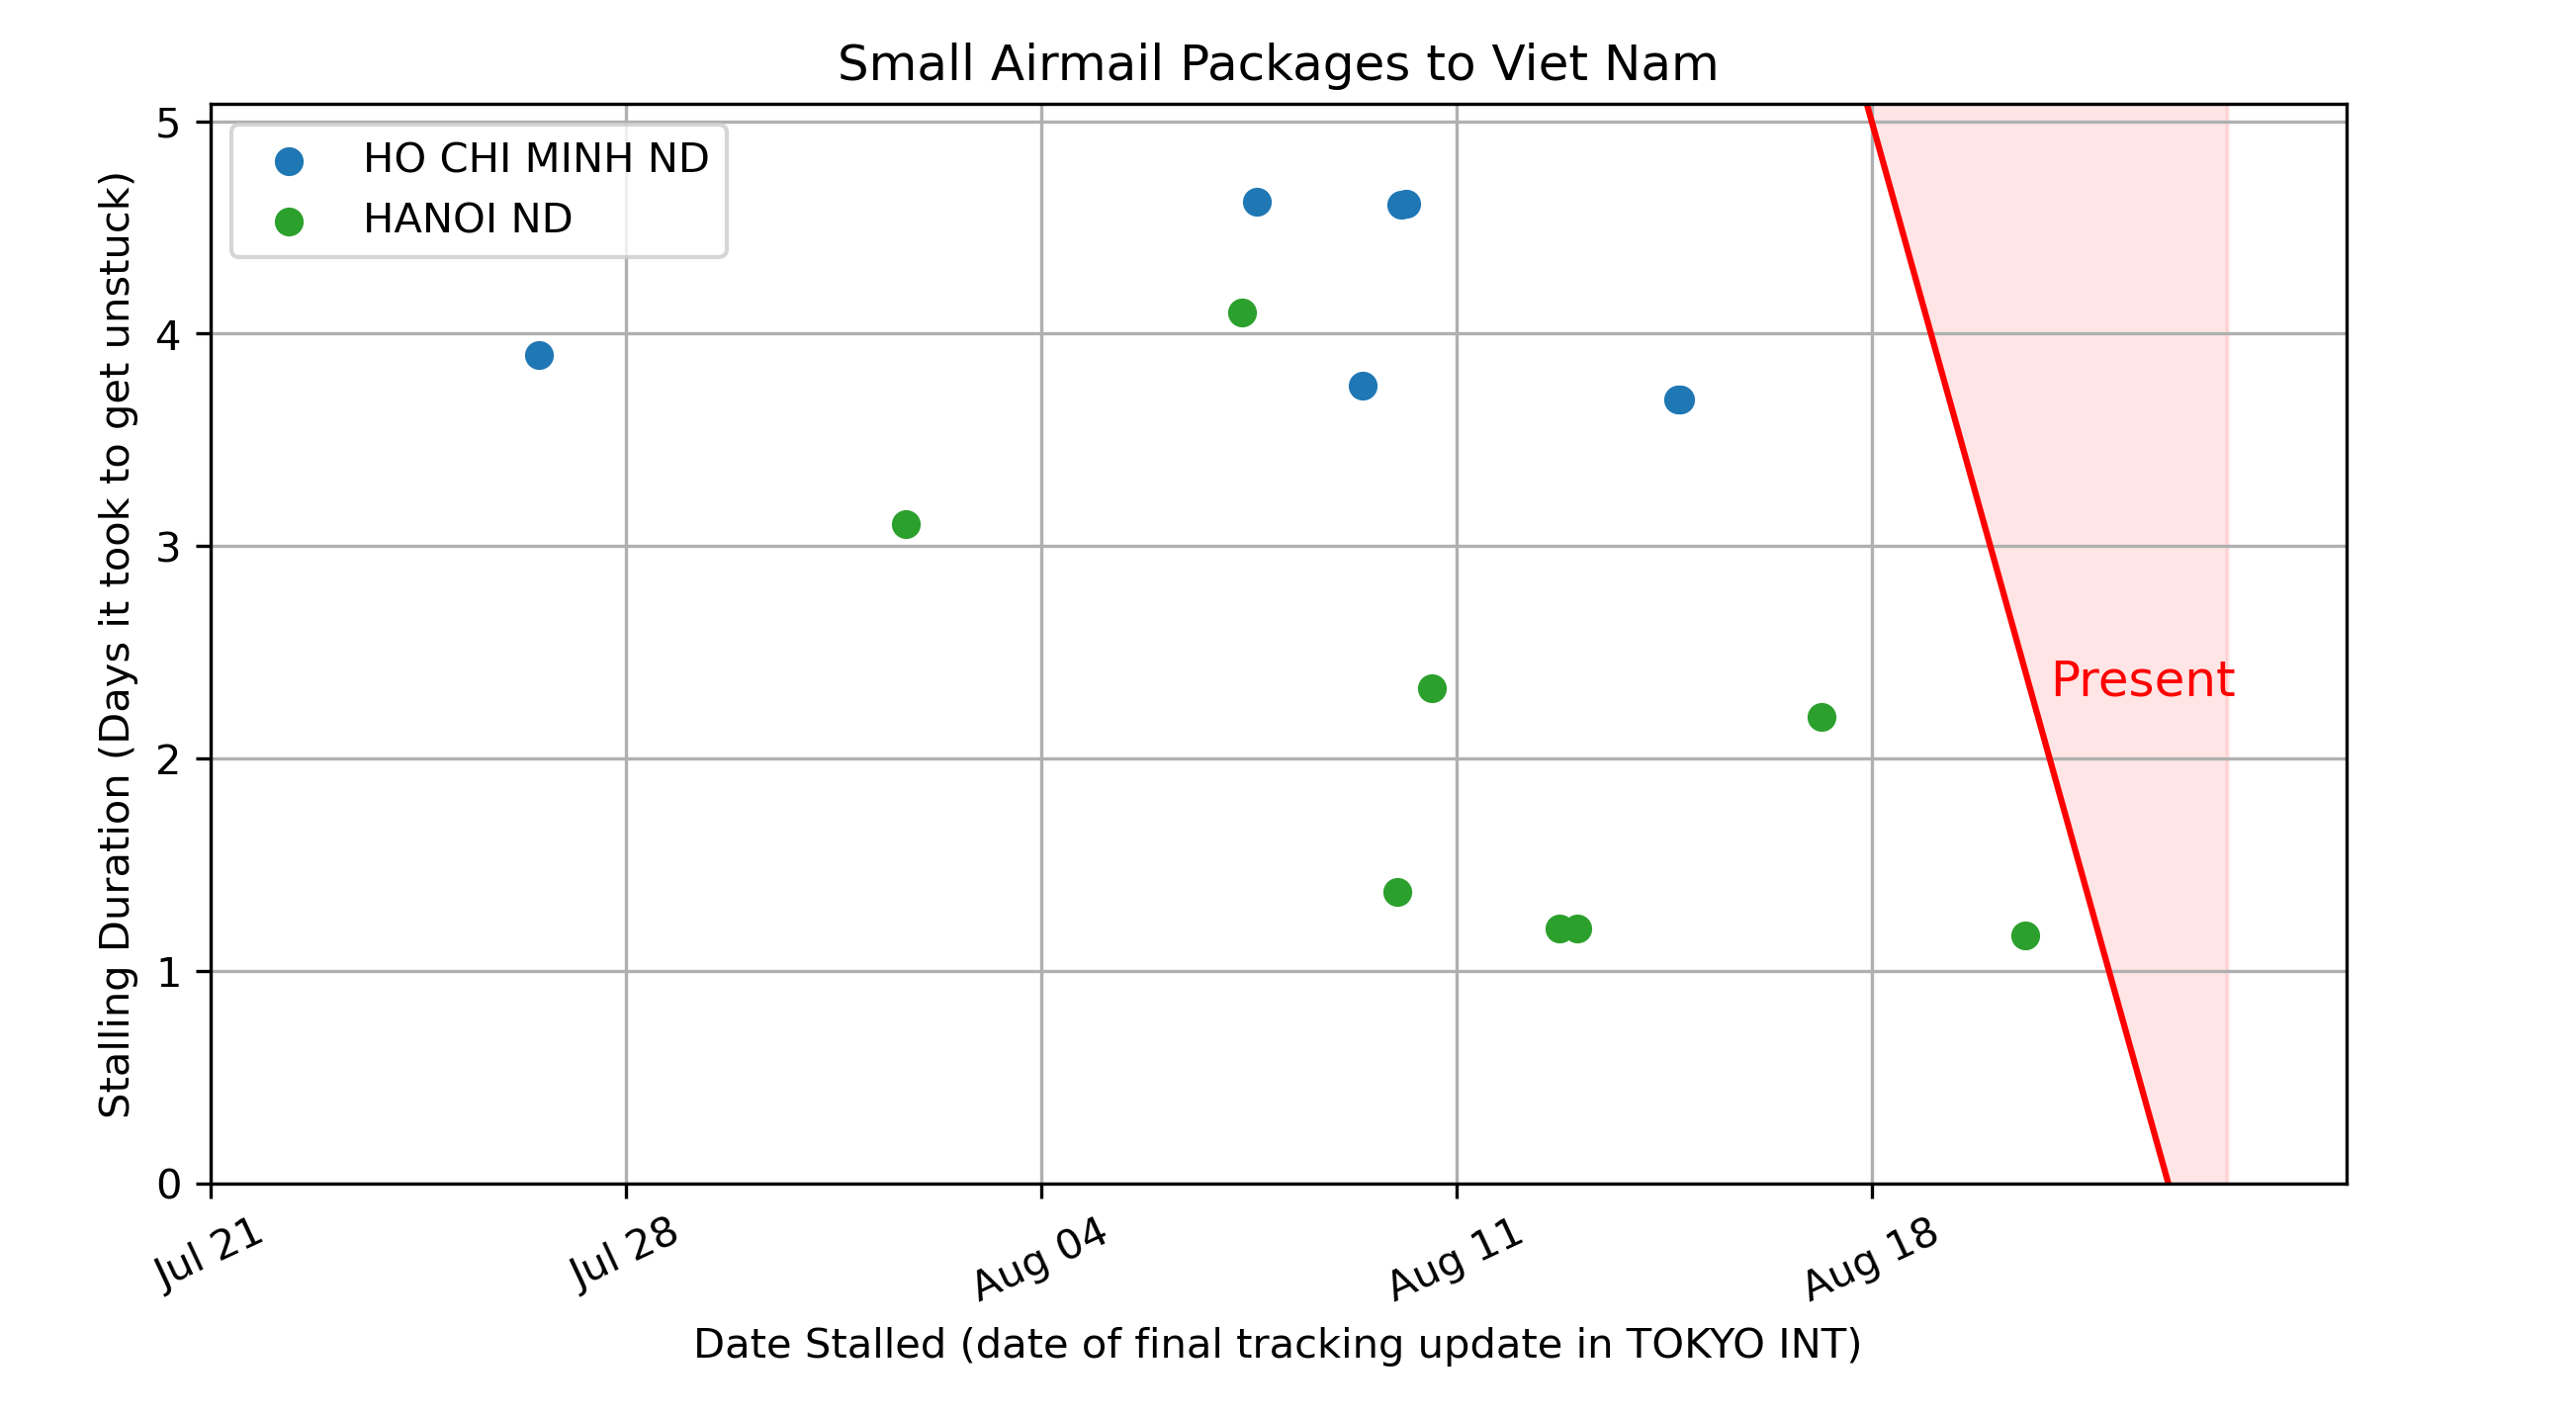 Small Airmail Packages to Viet Nam
HO CHI MINH ND
HANOI ND
Stalling Duration (Days it took to get unstuck)
5
4
3
2
1
0
Present
Jul 21
Jul 28
Aug 04
Aug 11
Aug 18
Date Stalled (date of final tracking update in TOKYO INT)